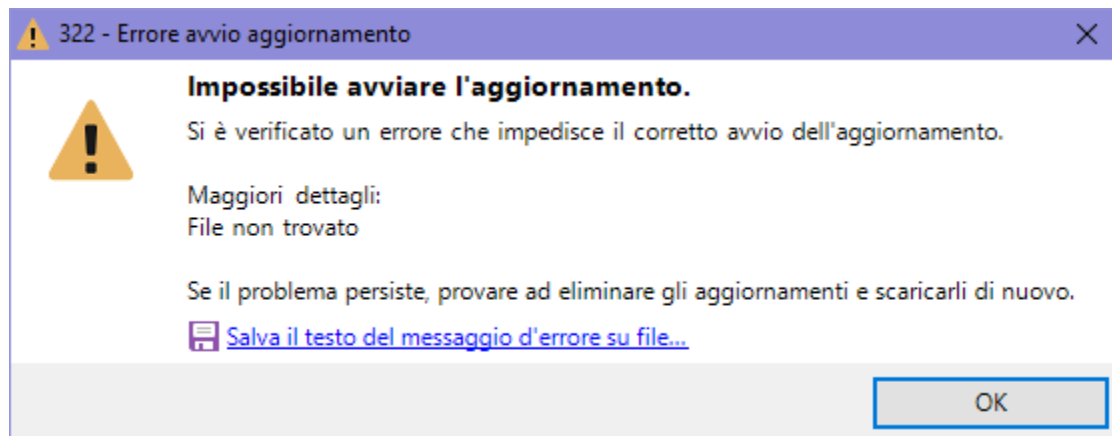 322 - Errore avvio aggiornamento
Impossibile avviare l'aggiornamento.
Si è verificato un errore che impedisce il corretto avvio dell'aggiornamento.
Maggiori dettagli:
File non trovato
Se il problema persiste, provare ad eliminare gli aggiornamenti e scaricarli di nuovo.
Salva il testo del messaggio d'errore su file...
OK